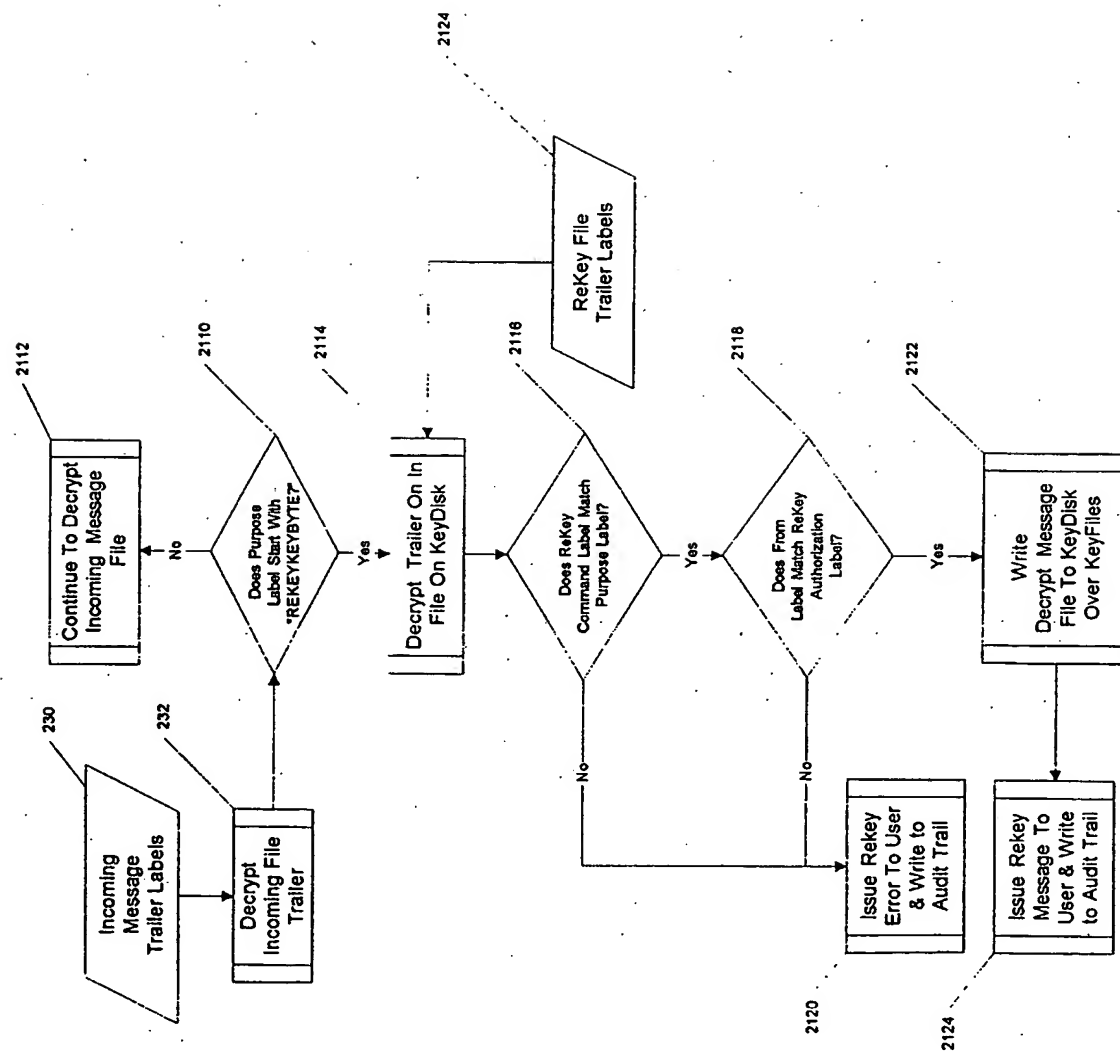 230
Incoming
Message
Trailer Labels
232
Decrypt
Incoming File
Trailer
2112
Continue To Decrypt
Incoming Message
File
No
2110
Does Purpose
Label Start With
"REKEYKEYBYTE?"
Yes
2114
Decrypt Trailer On In
File On KeyDisk
2124
ReKey File
Trailer Labels
2116
Does ReKey
Command Label Match
Purpose Label?
No
Yes
2118
Does From
Label Match ReKey
Authorization
Label?
No
Yes
2120
Issue Rekey
Error To User
& Write to
Audit Trail
2122
Write
Decrypt Message
File To KeyDisk
Over KeyFiles
2124
Issue Rekey
Message To
User & Write
to Audit Trail